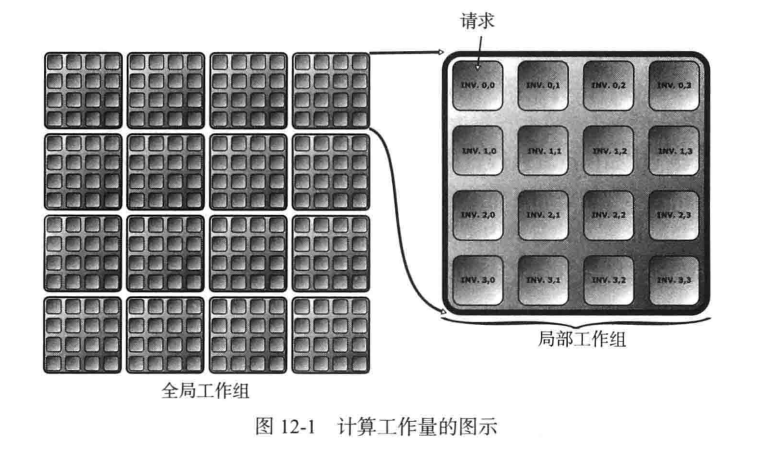 请求
INV. 0,0 INV. 0,1 INV. 0,2 INV. 0,3
INV. 1,0 INV. 1,1 INV. 1,2 INV. 1,3
INV. 2,0 INV. 2,1 INV. 2,2 INV. 2,3
INV. 3,0 INV. 3,1 INV. 3,2 INV. 3,3
局部工作组
全局工作组
图 12-1 计算工作量的图示